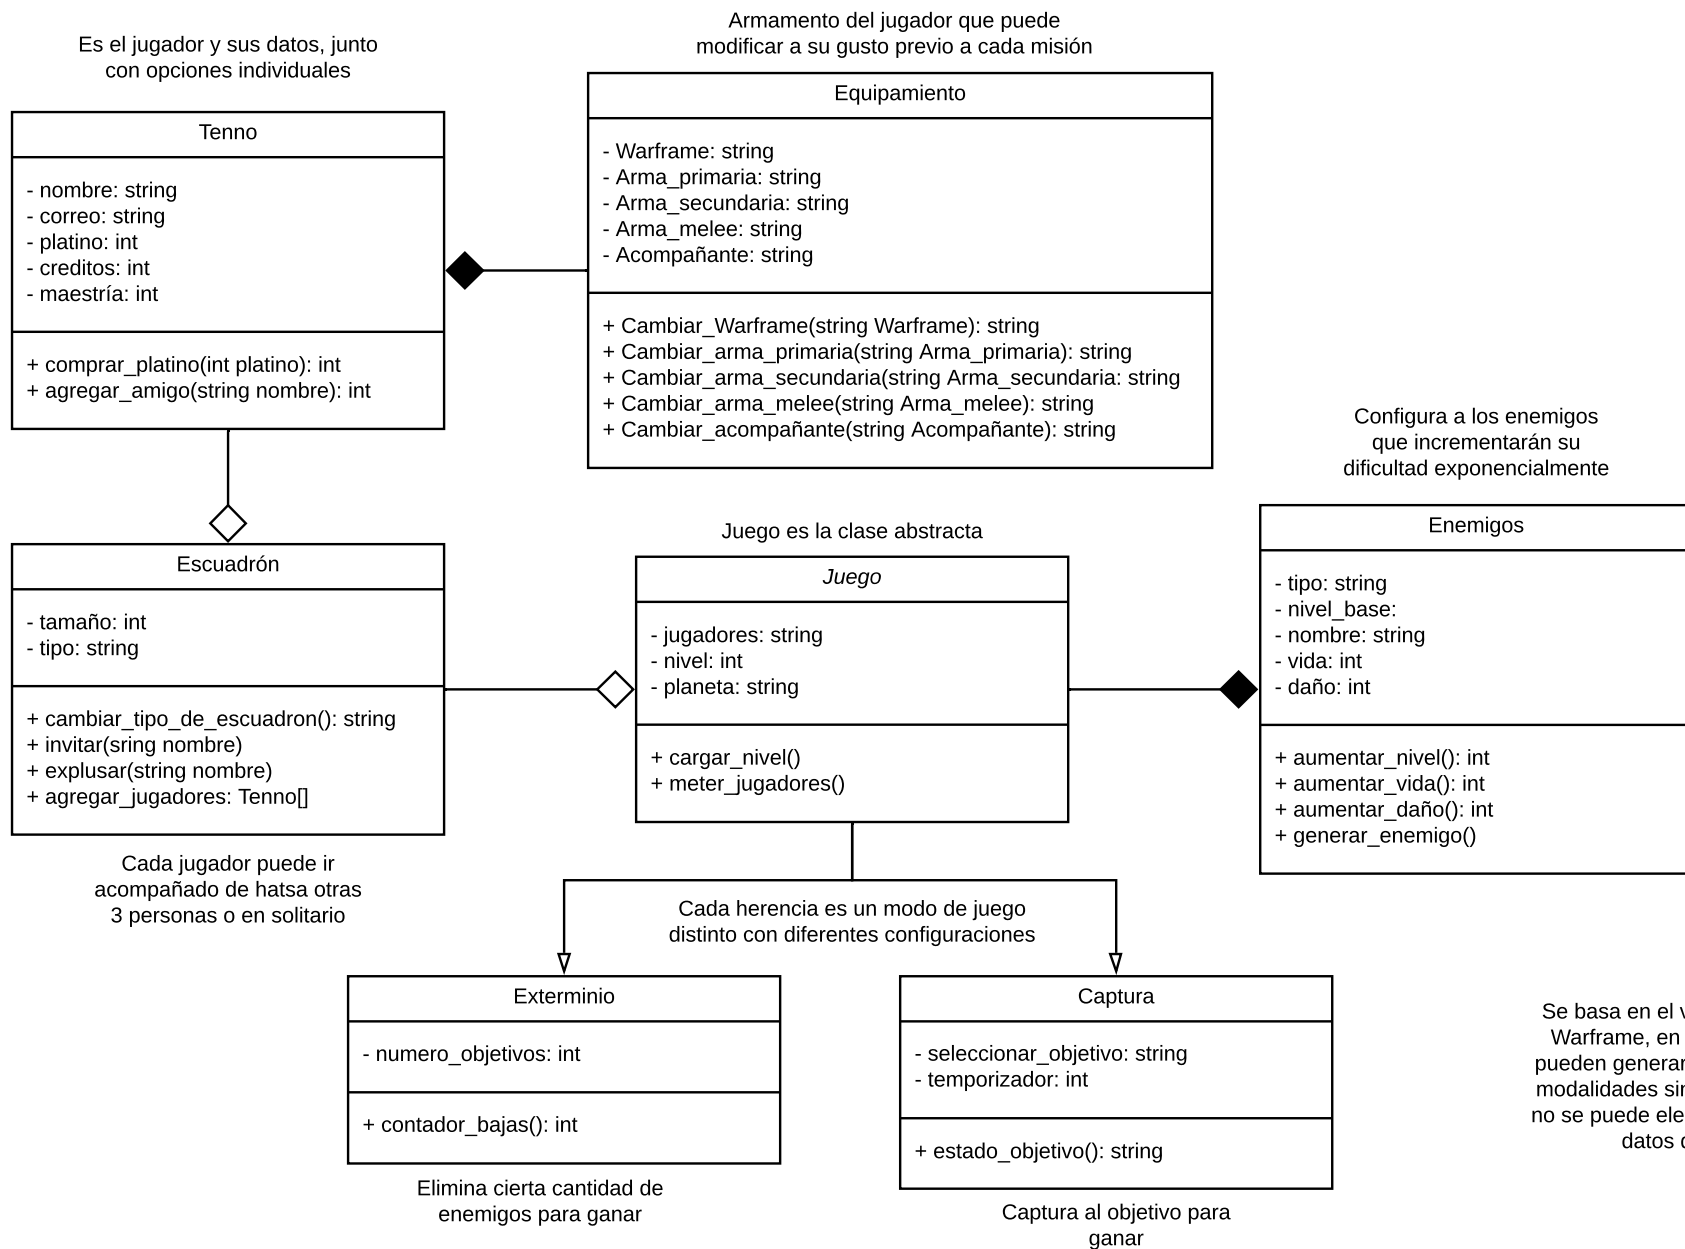 Es el jugador y sus datos, junto
con opciones individuales
Tenno
- nombre: string
- correo: string
- platino: int
- creditos: int
- maestría: int
+ comprar_platino(int platino): int
+ agregar_amigo(string nombre): int
Armamento del jugador que puede
modificar a su gusto previo a cada misión
Equipamiento
- Warframe: string
- Arma_primaria: string
- Arma_secundaria: string
- Arma_melee: string
- Acompañante: string
+ Cambiar_Warframe(string Warframe): string
+ Cambiar_arma_primaria(string Arma_primaria): string
+ Cambiar_arma_secundaria(string Arma_secundaria: string
+ Cambiar_arma_melee(string Arma_melee): string
+ Cambiar_acompañante(string Acompañante): string
Escuadrón
- tamaño: int
- tipo: string
+ cambiar_tipo_de_escuadron(): string
+ invitar(sring nombre)
+ explusar(string nombre)
+ agregar_jugadores: Tenno[]
Cada jugador puede ir
acompañado de hatsa otras
3 personas o en solitario
Juego es la clase abstracta
Juego
- jugadores: string
- nivel: int
- planeta: string
+ cargar_nivel()
+ meter_jugadores()
Configura a los enemigos
que incrementarán su
dificultad exponencialmente
Enemigos
- tipo: string
- nivel_base:
- nombre: string
- vida: int
- daño: int
+ aumentar_nivel(): int
+ aumentar_vida(): int
+ aumentar_daño(): int
+ generar_enemigo()
Cada herencia es un modo de juego
distinto con diferentes configuraciones
Exterminio
- numero_objetivos: int
+ contador_bajas(): int
Elimina cierta cantidad de
enemigos para ganar
Captura
- seleccionar_objetivo: string
- temporizador: int
+ estado_objetivo(): string
Captura al objetivo para
ganar
Se basa en el
Warframe, en
pueden
modalidades
no se puede
datos